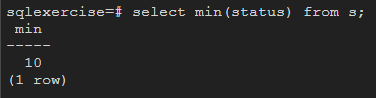 sqlexercise=# select min(status) from s;
 min
-----
  10
(1 row)